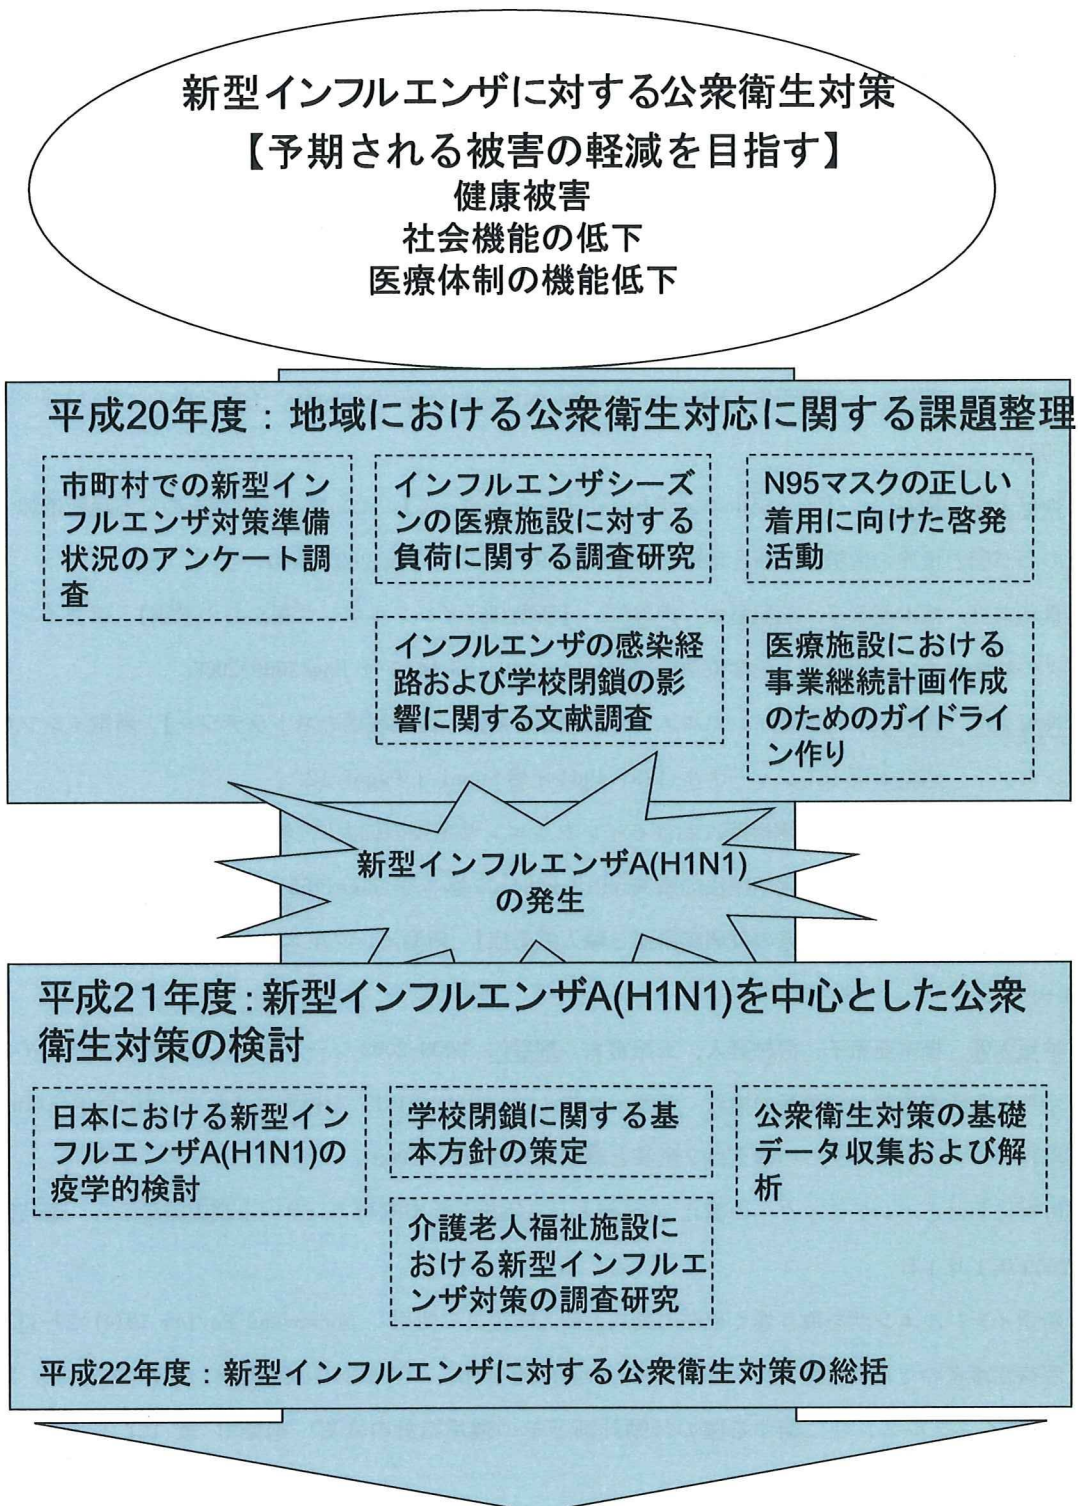 新型インフルエンザに対する公衆衛生対策
【予期される被害の軽減を目指す】
健康被害
社会機能の低下
医療体制の機能低下
平成20年度：地域における公衆衛生対応に関する課題整理
市町村での新型イン
フルエンザ対策準備
状況のアンケート調
査
インフルエンザシーズ
ンの医療施設に対する
負荷に関する調査研究
N95マスクの正しい
着用に向けた啓発
活動
インフルエンザの感染経
路および学校閉鎖の影
響に関する文献調査
医療施設における
事業継続計画作成
のためのガイドライ
ン作り
新型インフルエンザA(H1N1)
の発生
平成21年度：新型インフルエンザA(H1N1)を中心とした公衆
衛生対策の検討
日本における新型イン
フルエンザA(H1N1)の
疫学的検討
学校閉鎖に関する基
本方針の策定
公衆衛生対策の基礎
データ収集および解
析
介護老人福祉施設に
おける新型インフルエ
ンザ対策の調査研究
平成22年度：新型インフルエンザに対する公衆衛生対策の総括